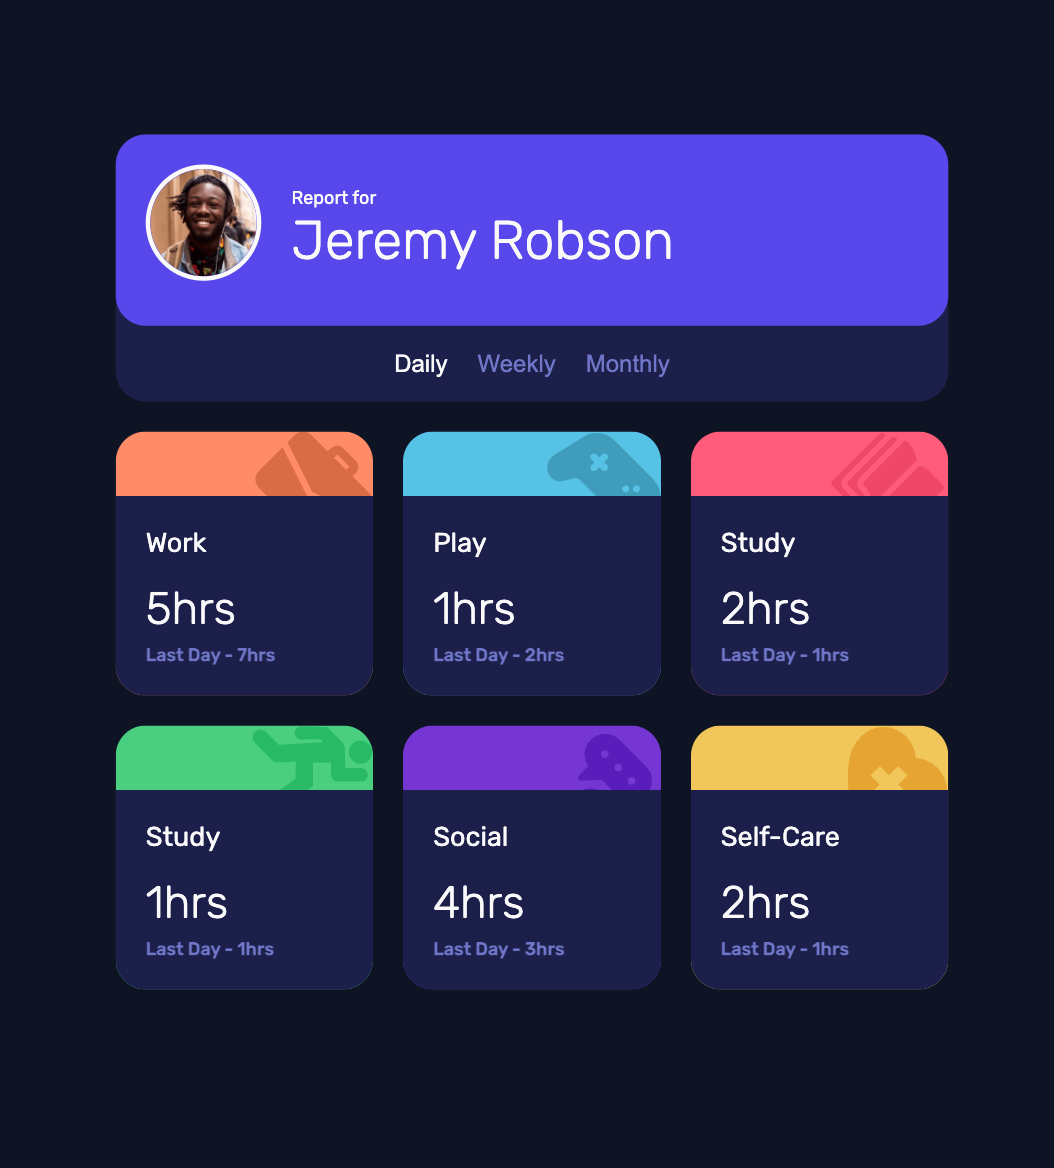 Report for
Jeremy Robson
Daily Weekly Monthly
Work
5hrs
Last Day - 7hrs
Play
1hrs
Last Day - 2hrs
Study
2hrs
Last Day - 1hrs
Study
1hrs
Last Day - 1hrs
Social
4hrs
Last Day - 3hrs
Self-Care
2hrs
Last Day - 1hrs